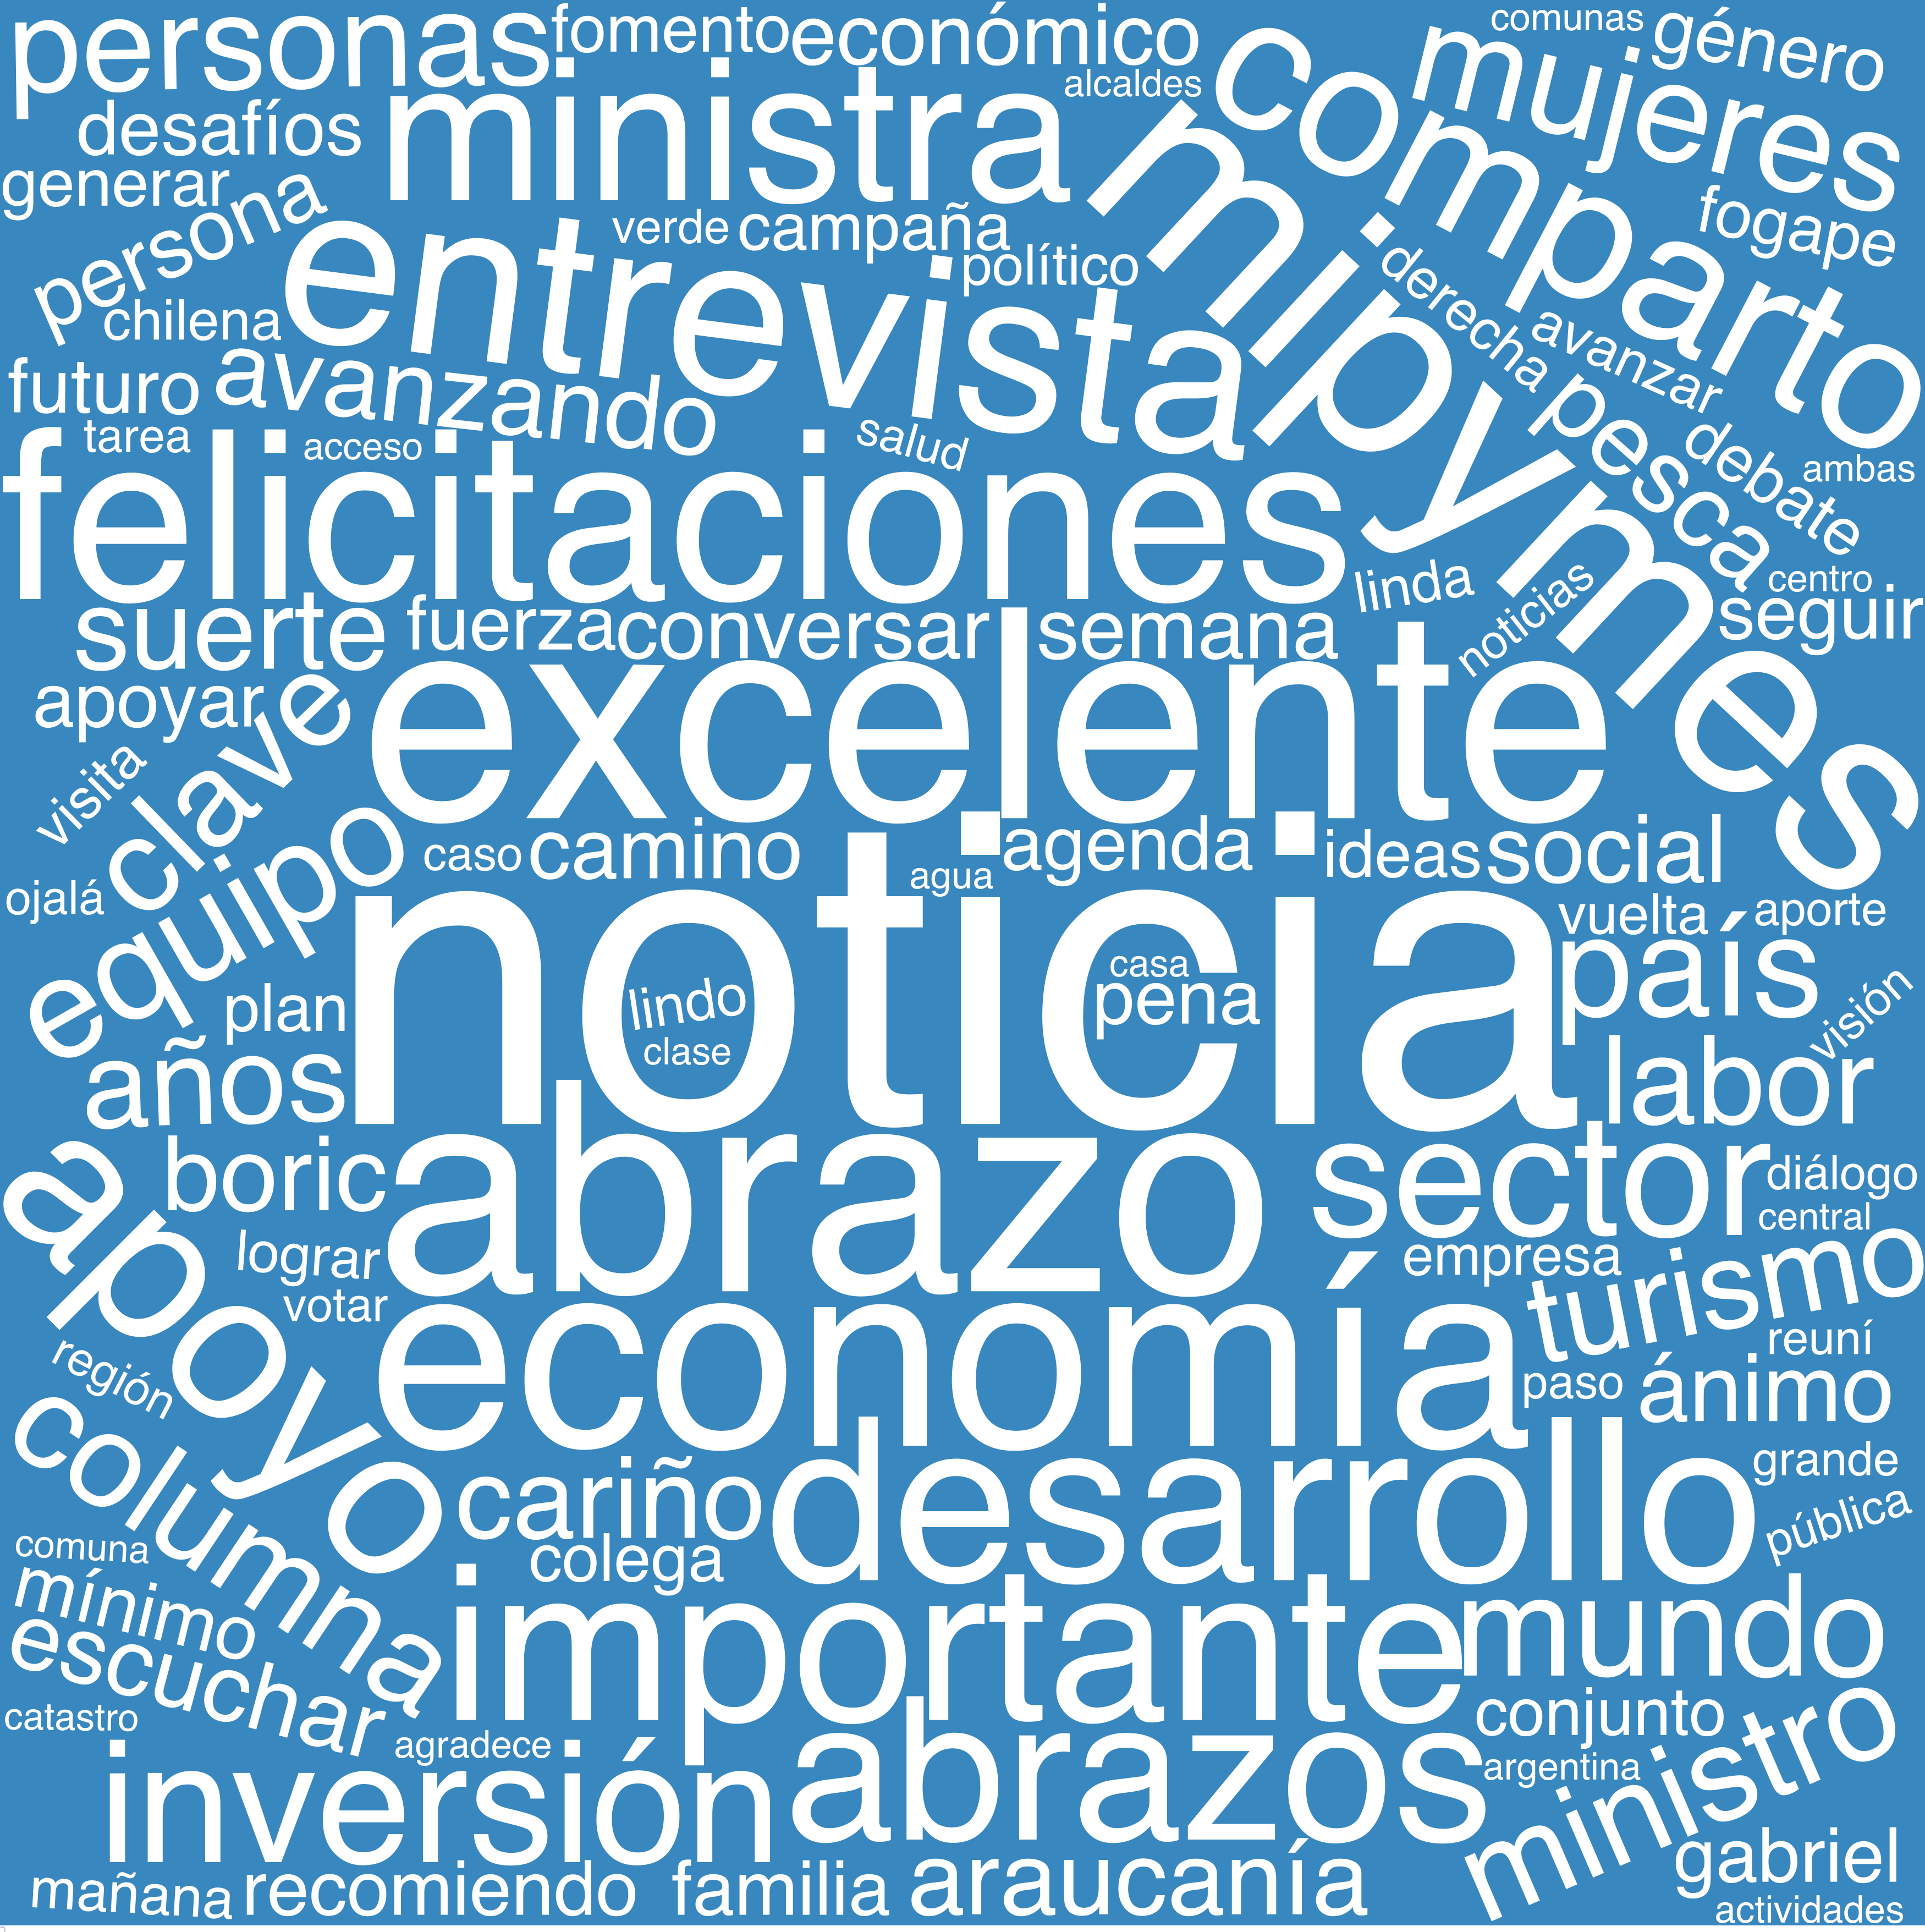 personas
fomento
económico
comunas
género
mujeres
alcaldes
ministra
comparto
desafíos
generar
persona
verde
campaña
fogape
entrevista
político
mipymes
derecha
chilena
avanzar
futuro
avanzando
tarea
acceso
salud
pesca
debate
ambas
felicitaciones
linda
noticias
centro
seguir
suerte
fuerza
conversar
semana
apoyar
excelente
clave
visita
equipo
caso
camino
agua
agenda
ideas
social
ojalá
vuelta
aporte
noticia
país
casa
pena
lindo
clase
plan
visión
años
labor
boric
abrazo
sector
diálogo
central
apoyo
lograr
votar
empresa
turismo
economía
reuní
paso
ánimo
región
columna
cariño
desarrollo
grande
pública
comuna
colega
mínimo
escuchar
importante
mundo
catastro
agradece
conjunto
inversión
abrazos
argentina
ministro
mañana
recomiendo
familia
araucanía
gabriel
actividades